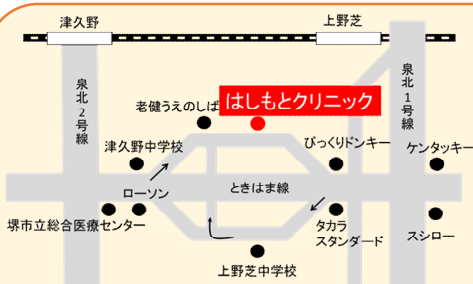 津久野
上野芝
泉北2号線
泉北1号線
老健うえのしば
はしもとクリニック
津久野中学校
びっくりドンキー
ケンタッキー
ローソン
ときはま線
堺市立総合医療センター
タカラ
スタンダード
スシロー
上野芝中学校